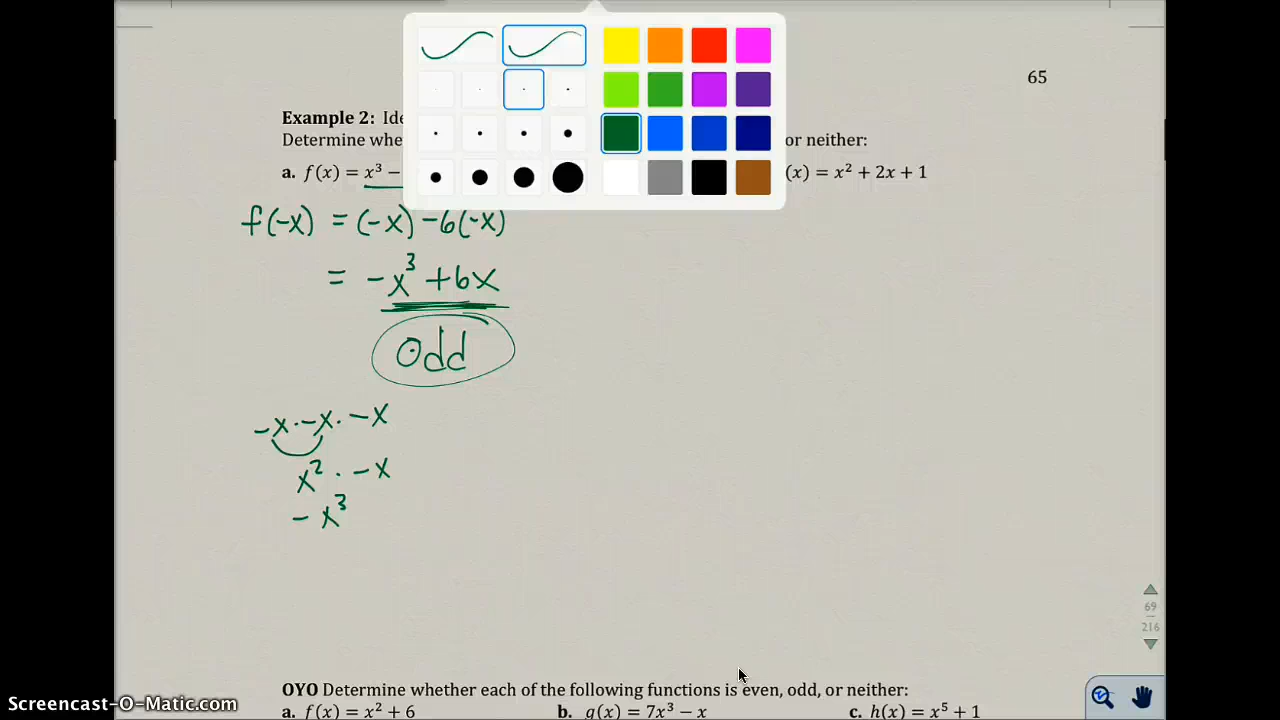 65
Example 2: Ide
Determine whe or neither:
a. f(x) = x³ − (x) = x² + 2x + 1
f(-x) = (-x) -6(-x)
= -x³ +6x
Odd
-x·-x·-x
x²·-x
-x³
69
216
OYO Determine whether each of the following functions is even, odd, or neither:
a. f(x) = x² + 6 b. g(x) = 7x³ − x c. h(x) = x⁵ + 1
Screencast-O-Matic.com